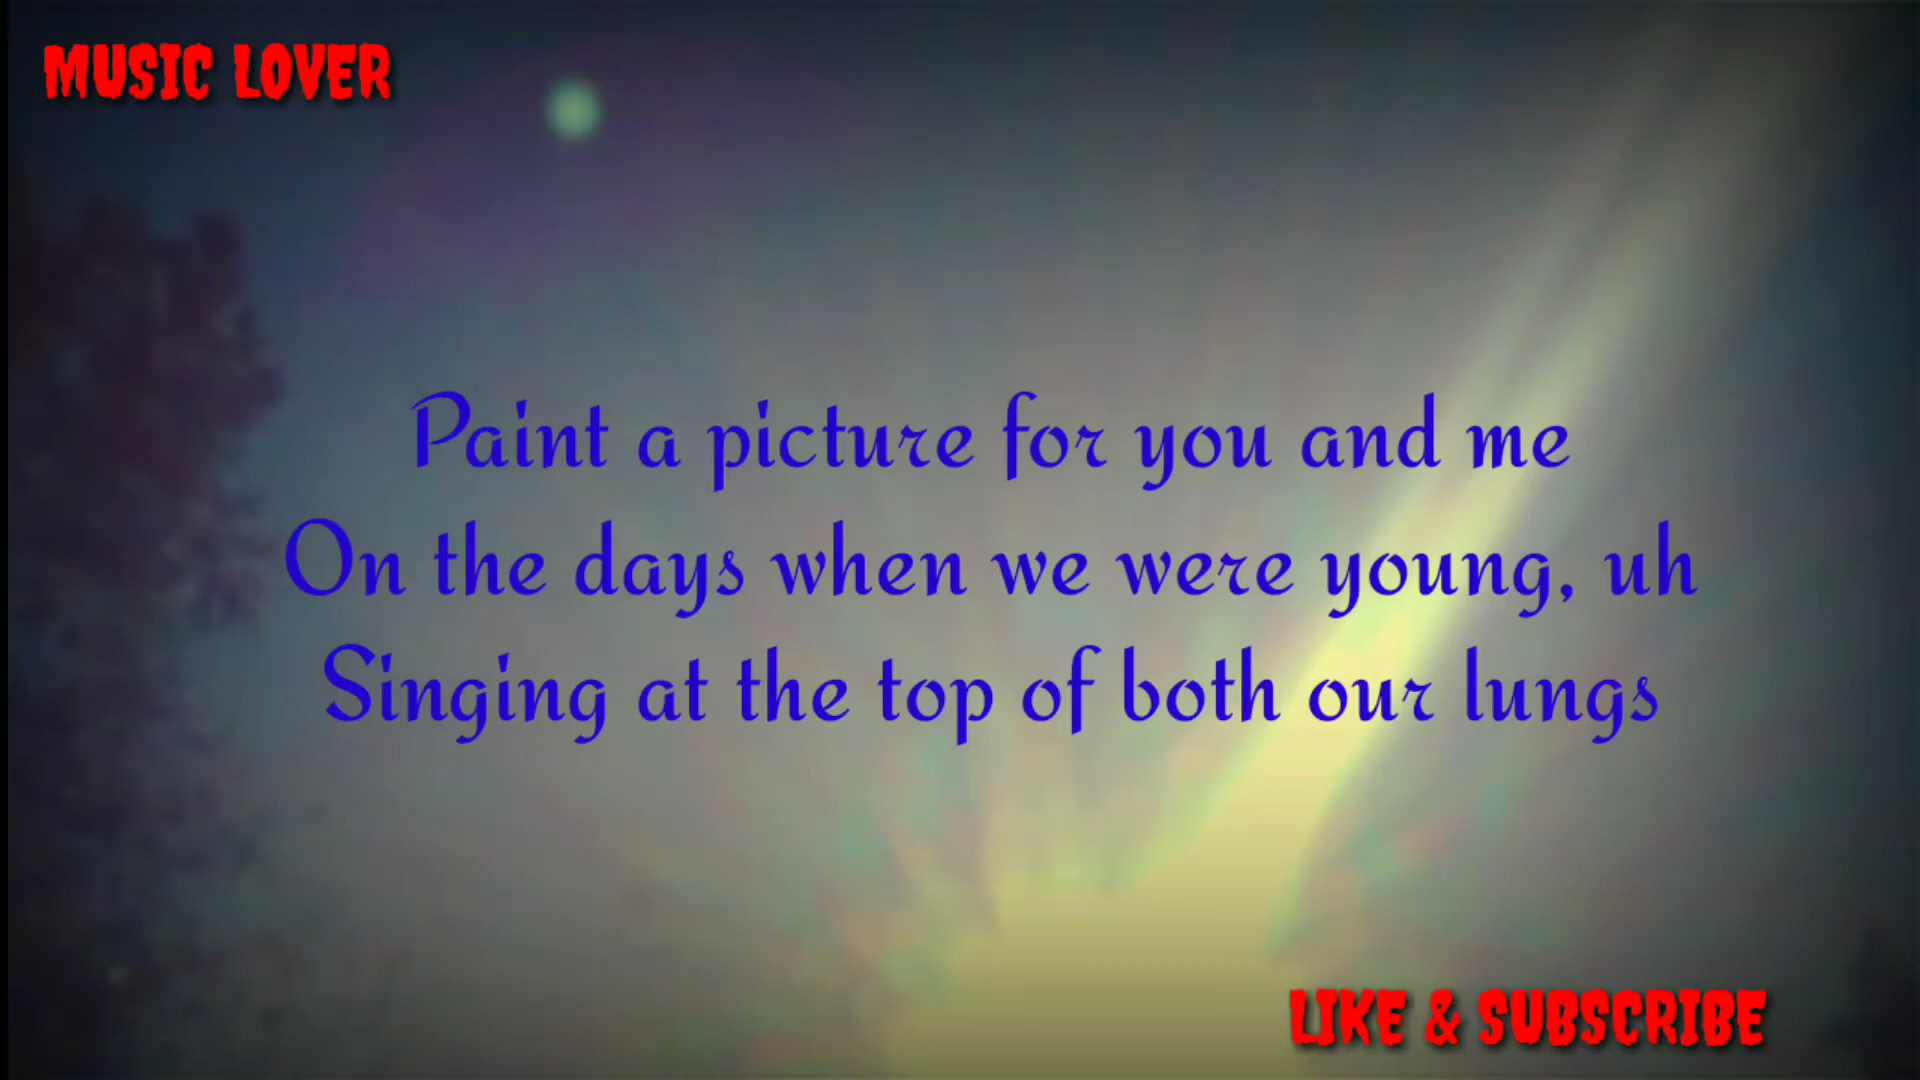 MUSIC LOVER
Paint a picture for you and me
On the days when we were young, uh
Singing at the top of both our lungs
LIKE & SUBSCRIBE